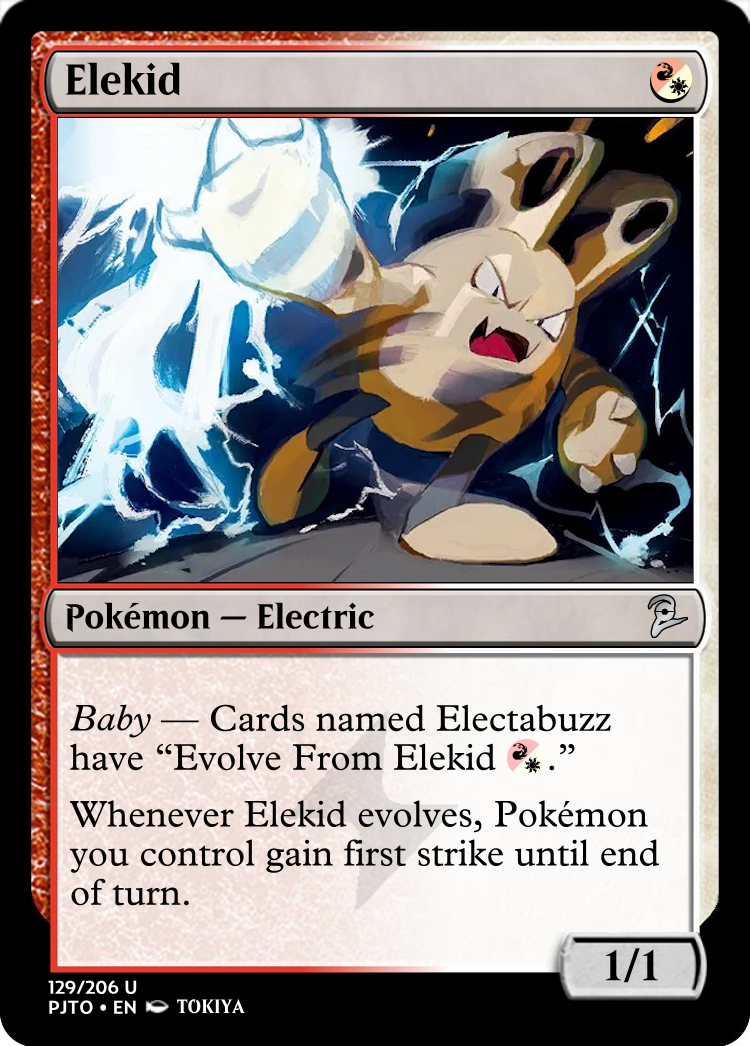 Elekid
Pokémon — Electric
Baby — Cards named Electabuzz
have “Evolve From Elekid .”
Whenever Elekid evolves, Pokémon
you control gain first strike until end
of turn.
1/1
129/206 U
PJTO • EN TOKIYA